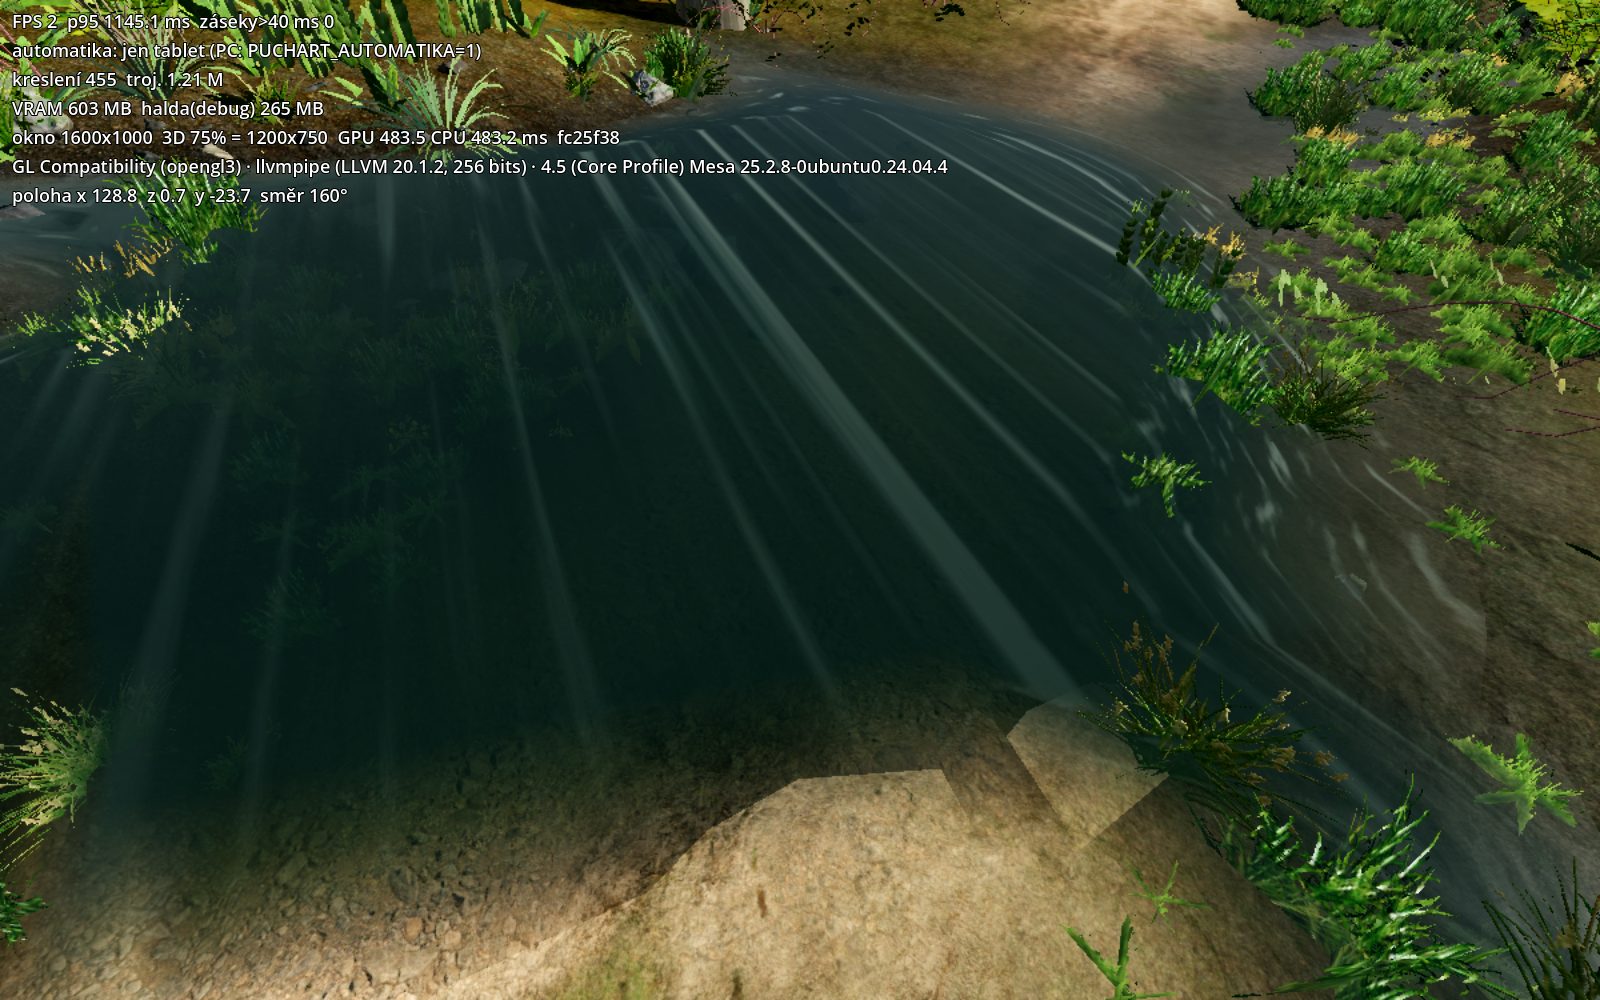 FPS 2 p95 1145.1 ms záseky>40 ms 0
automatika: jen tablet (PC: PUCHART_AUTOMATIKA=1)
kreslení 455 troj. 1.21 M
VRAM 603 MB halda(debug) 265 MB
okno 1600x1000 3D 75% = 1200x750 GPU 483.5 CPU 483.2 ms fc25f38
GL Compatibility (opengl3) · llvmpipe (LLVM 20.1.2, 256 bits) · 4.5 (Core Profile) Mesa 25.2.8-0ubuntu0.24.04.4
poloha x 128.8 z 0.7 y -23.7 směr 160°